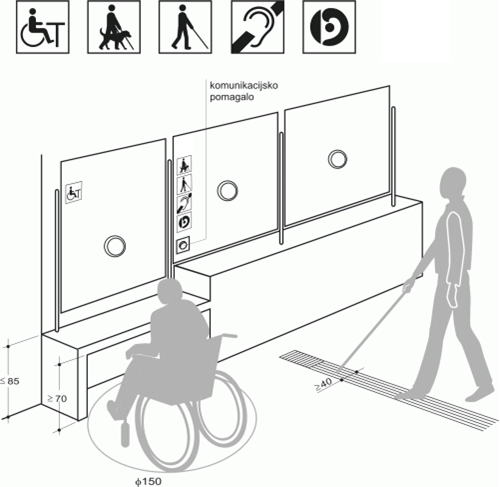 komunikacijsko
pomagalo
≤ 85
≥ 70
≥40
ϕ150